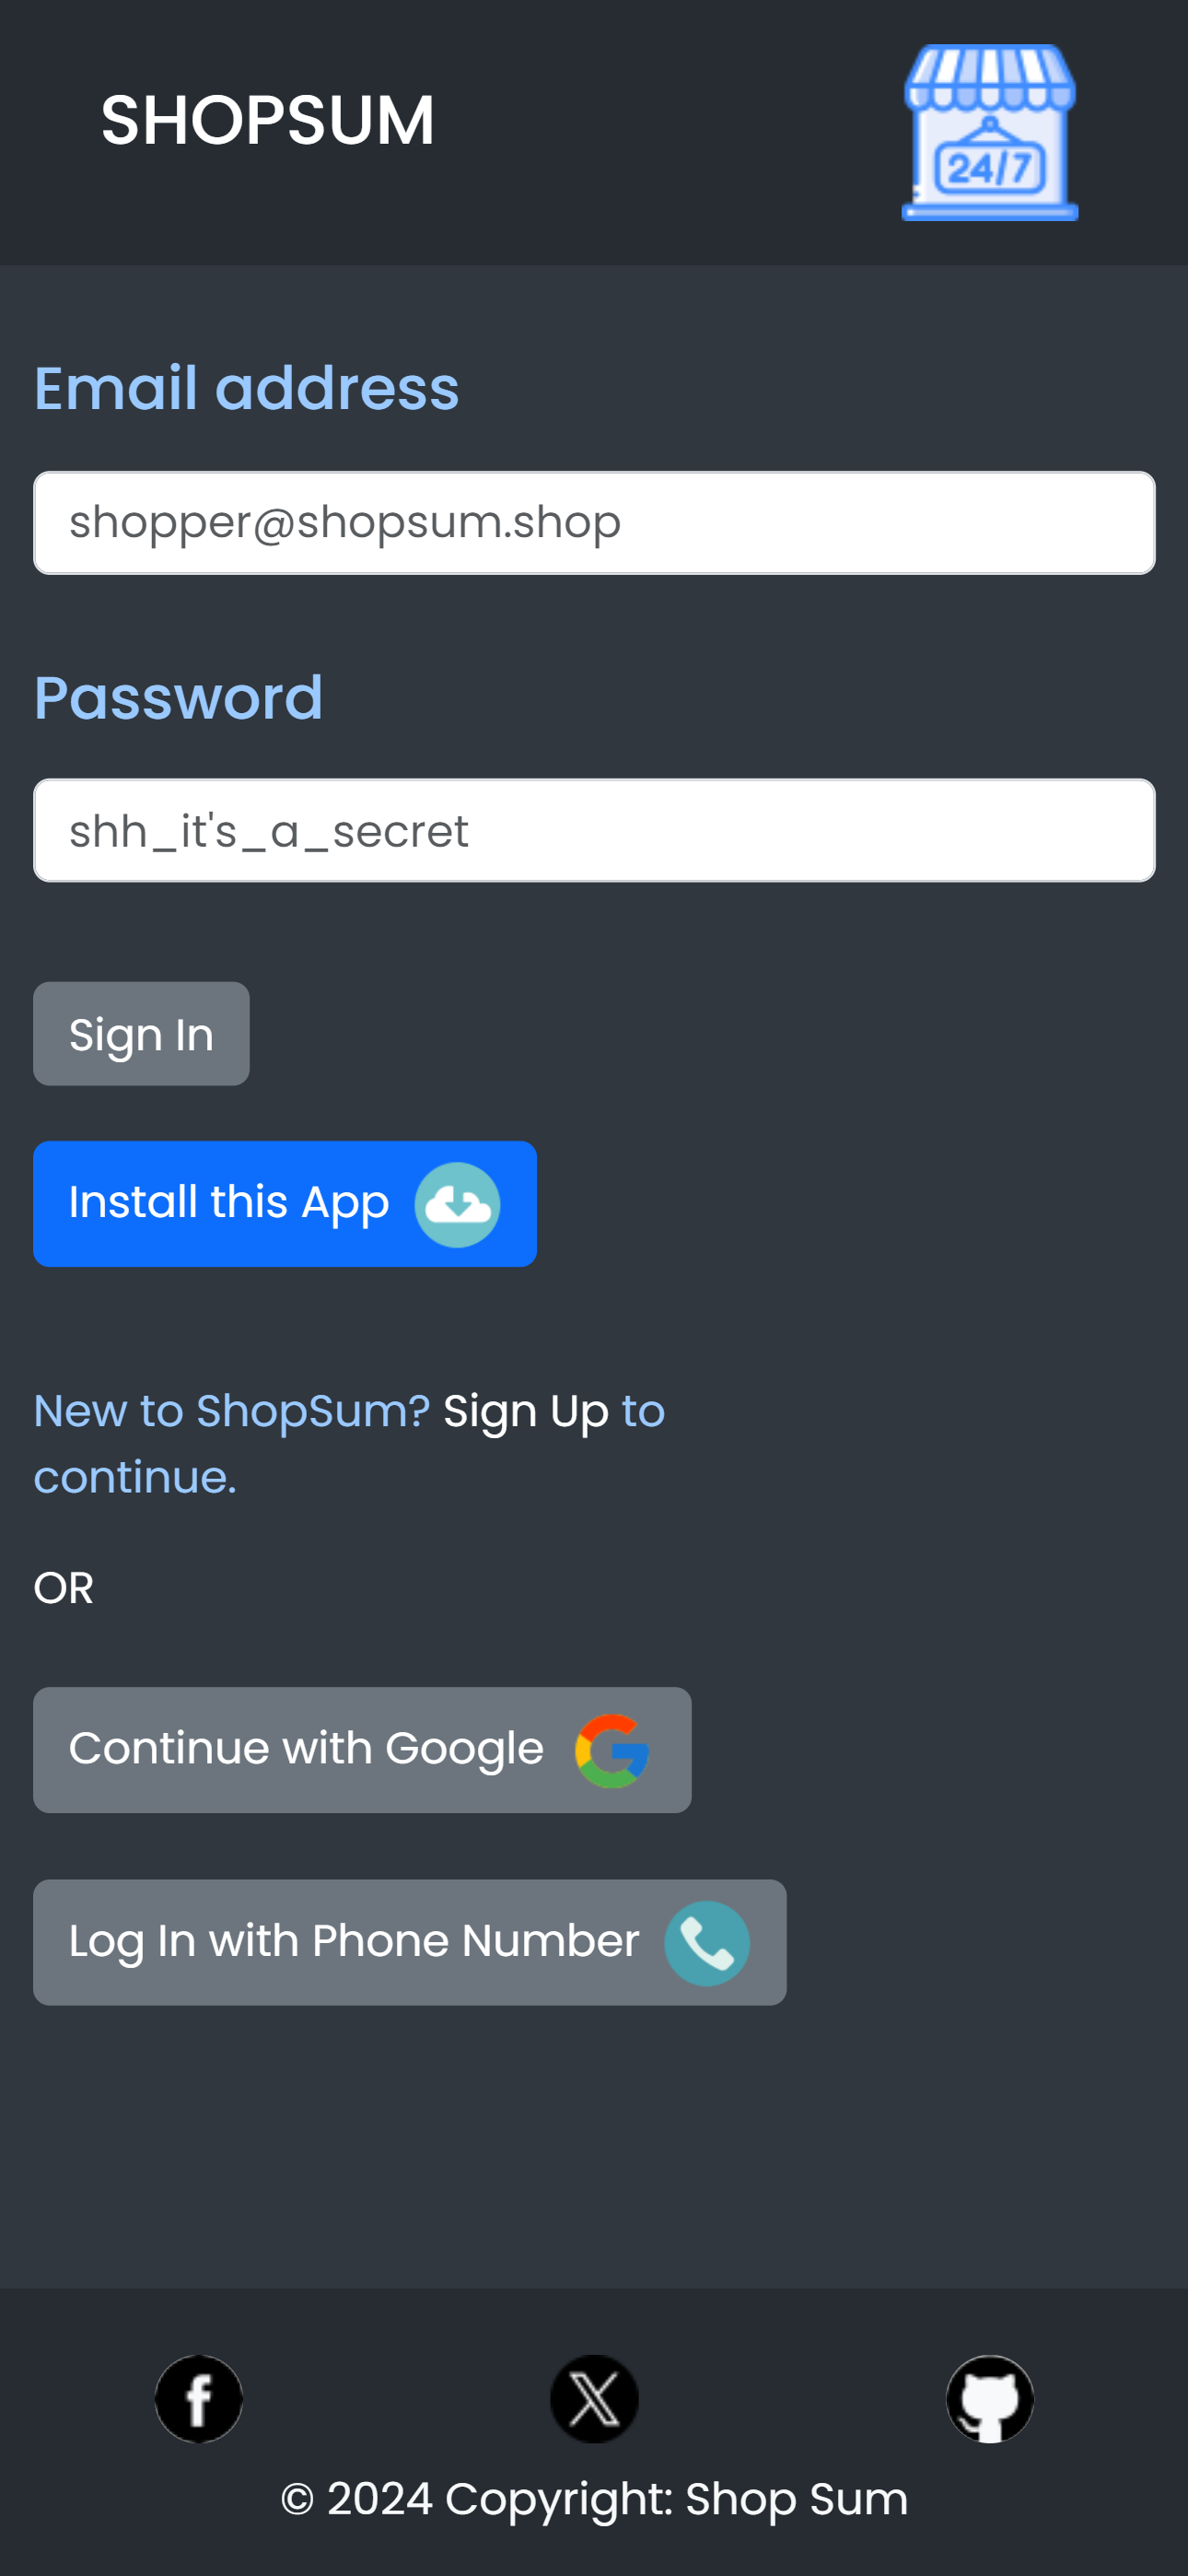 SHOPSUM
24/7
Email address
shopper@shopsum.shop
Password
shh_it's_a_secret
Sign In
Install this App
New to ShopSum? Sign Up to
continue.
OR
Continue with Google
Log In with Phone Number
© 2024 Copyright: Shop Sum